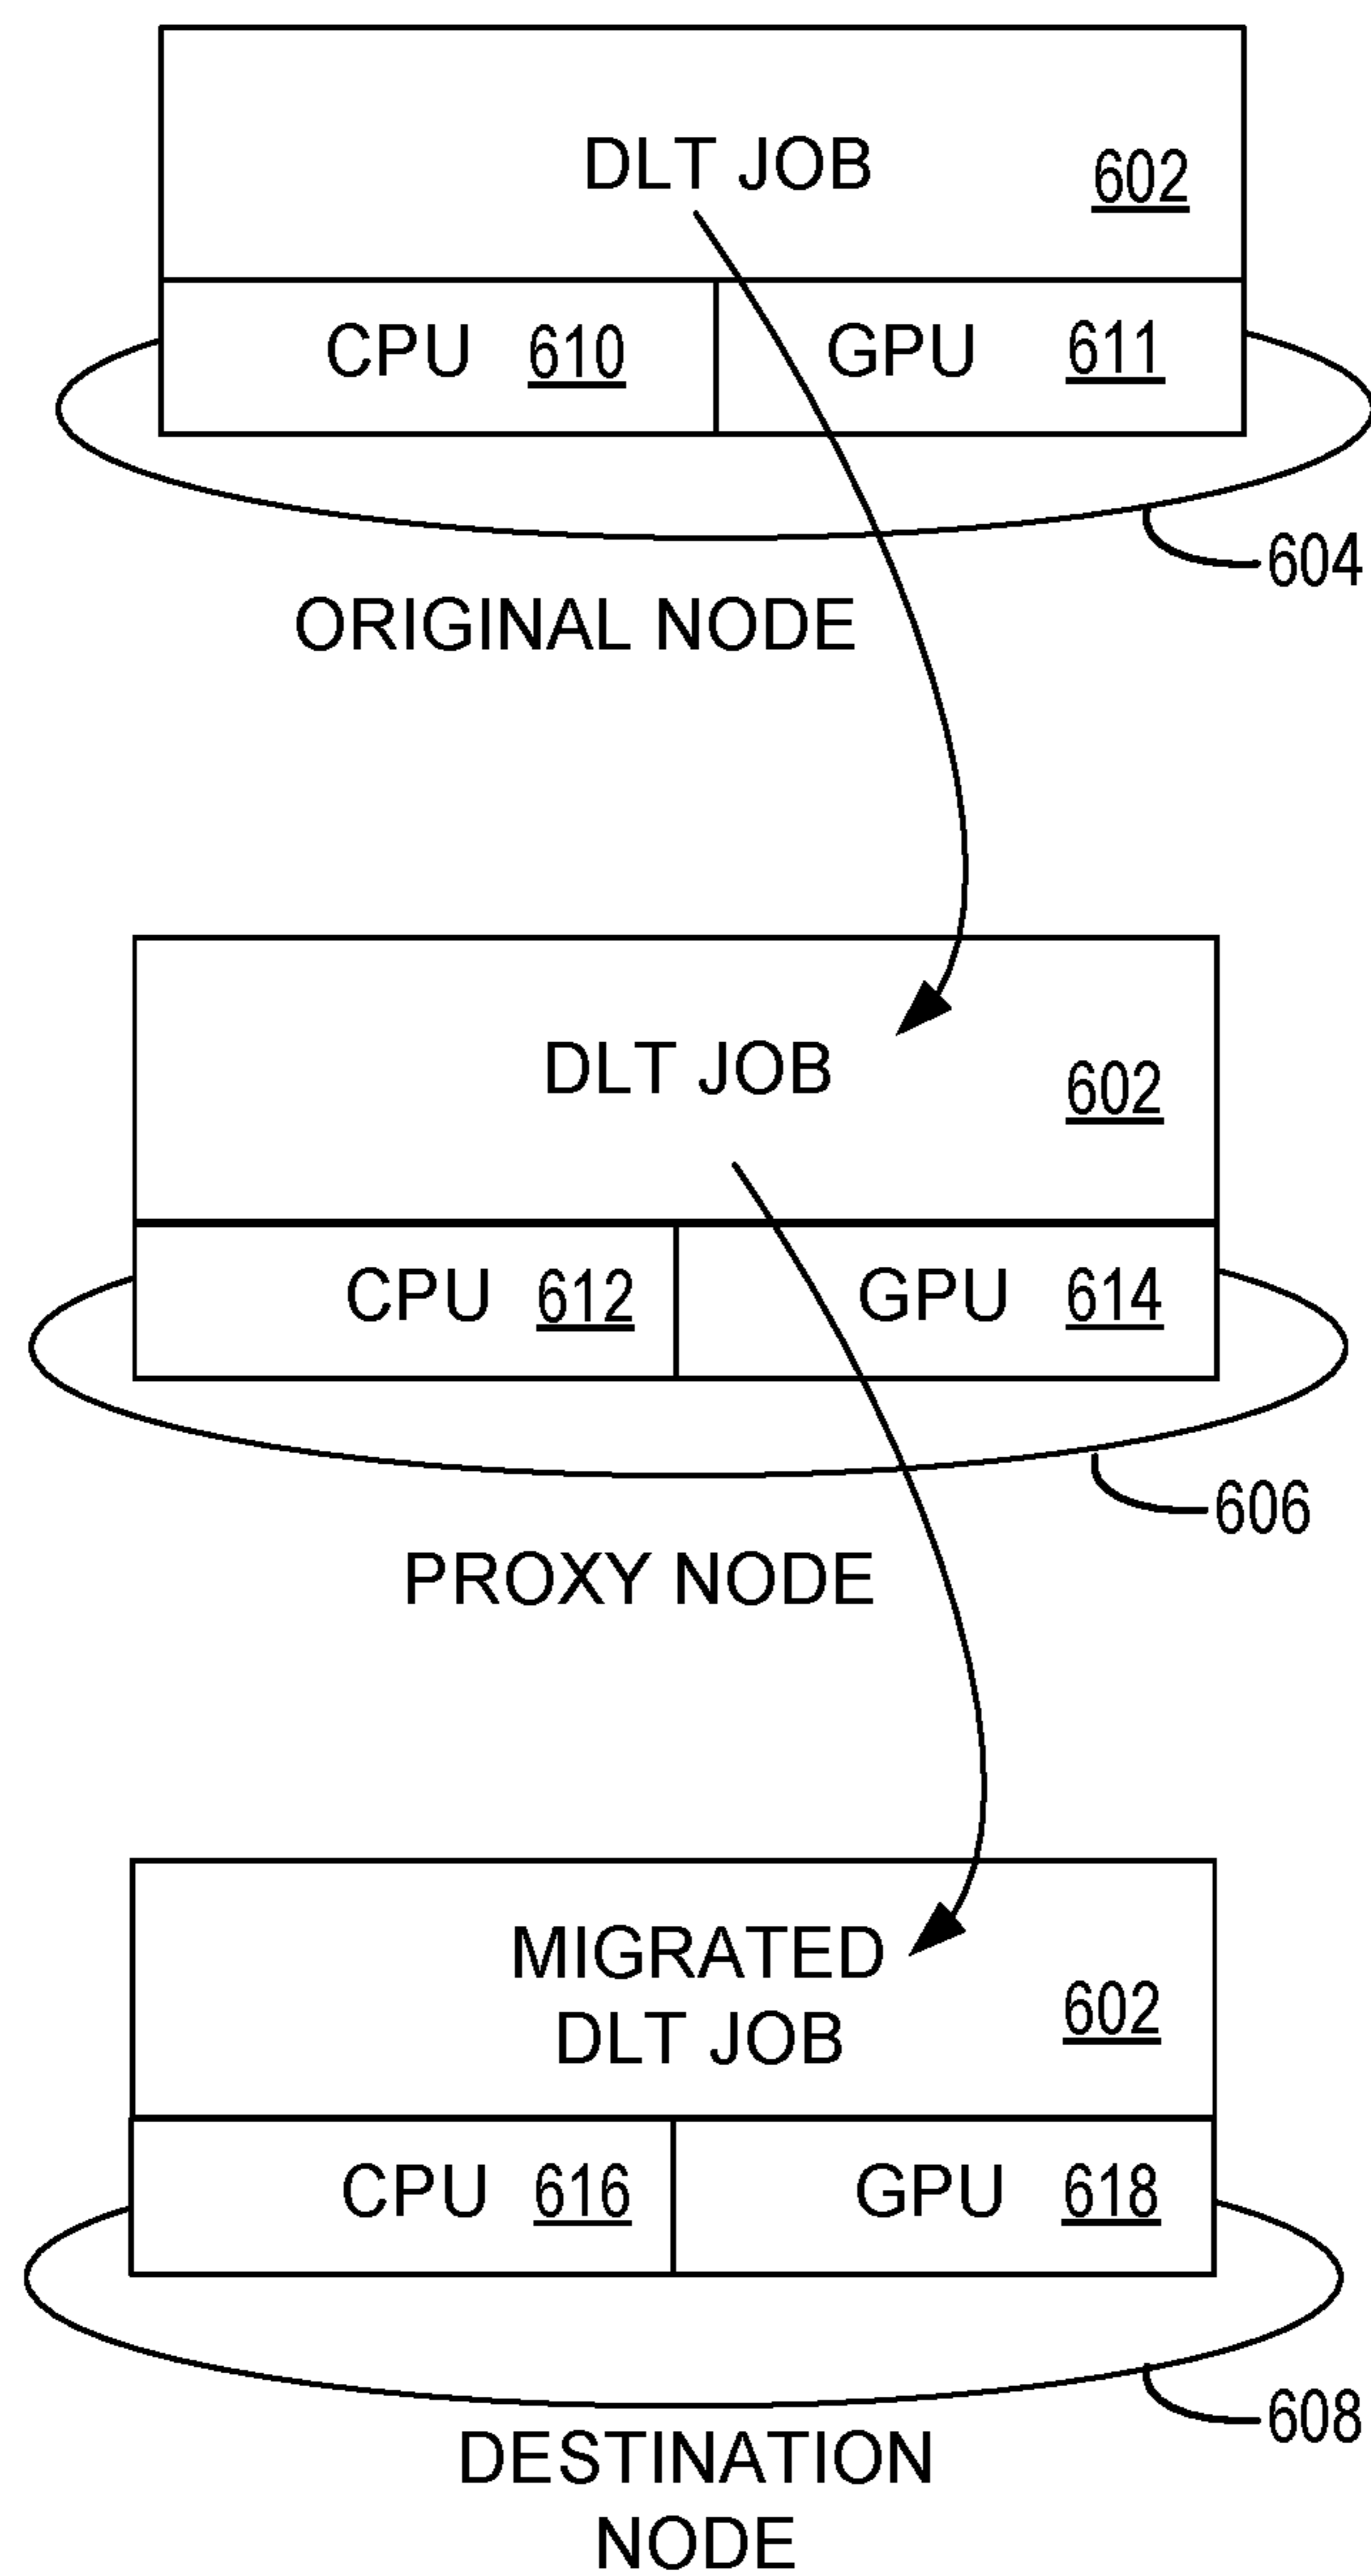 DLT JOB 602
CPU 610 GPU 611
604
ORIGINAL NODE
DLT JOB 602
CPU 612 GPU 614
606
PROXY NODE
MIGRATED
DLT JOB 602
CPU 616 GPU 618
608
DESTINATION
NODE